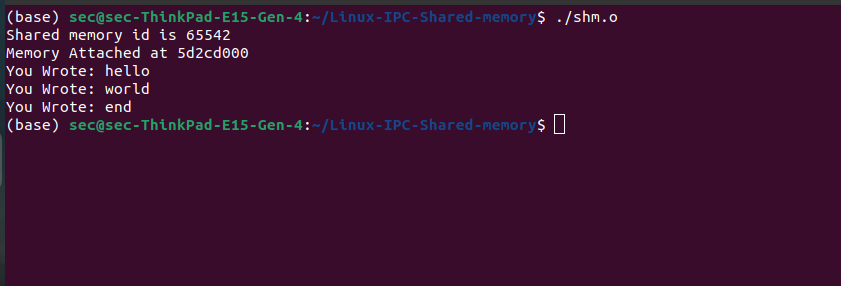 (base) sec@sec-ThinkPad-E15-Gen-4:~/Linux-IPC-Shared-memory$ ./shm.o
Shared memory id is 65542
Memory Attached at 5d2cd000
You Wrote: hello
You Wrote: world
You Wrote: end
(base) sec@sec-ThinkPad-E15-Gen-4:~/Linux-IPC-Shared-memory$